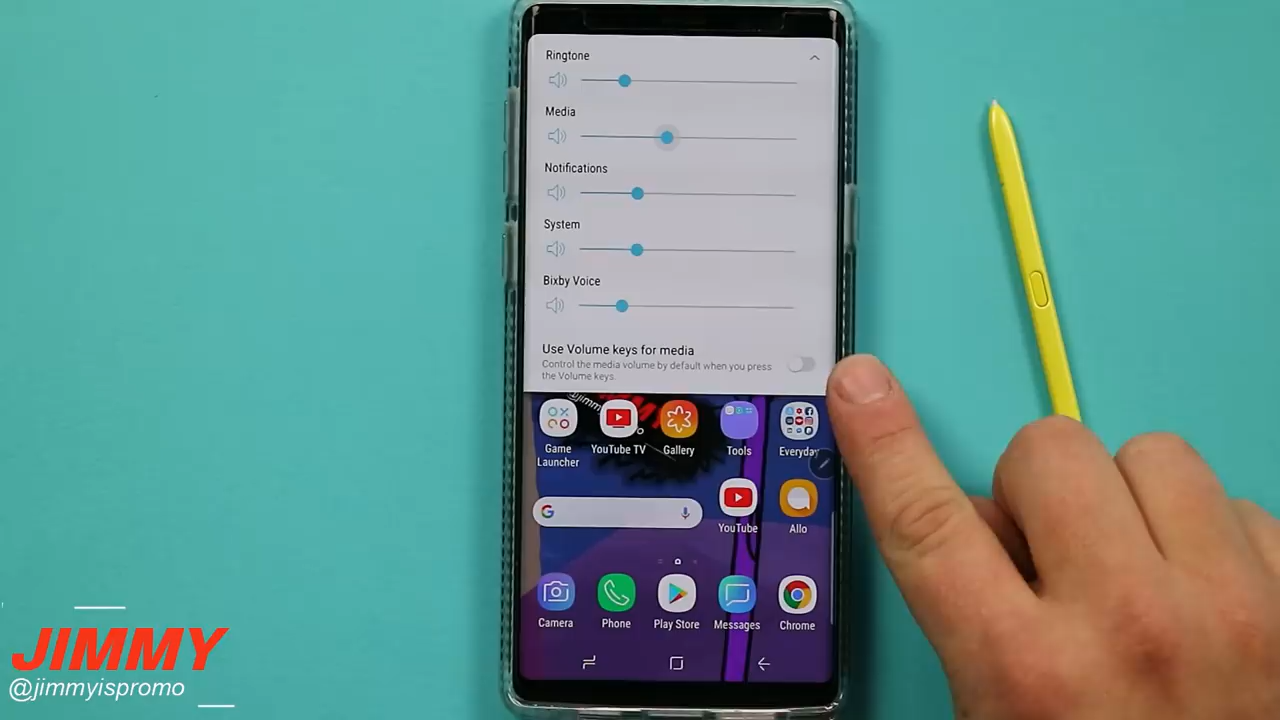 Ringtone
Media
Notifications
System
Bixby Voice
Use Volume keys for media
Control the media volume by default when you press
the Volume keys.
@jimm
Game
Launcher
YouTube TV
Gallery
Tools
Everyday
G
YouTube
Allo
Camera
Phone
Play Store
Messages
Chrome
JIMMY
@jimmyispromo